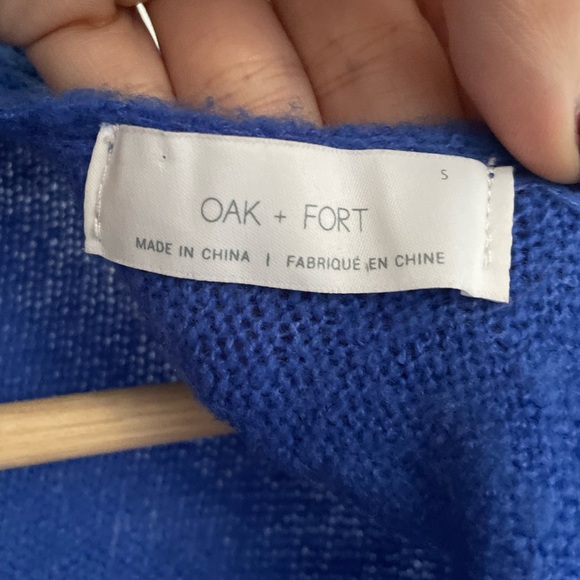 S
OAK + FORT
MADE IN CHINA | FABRIQUÉ EN CHINE